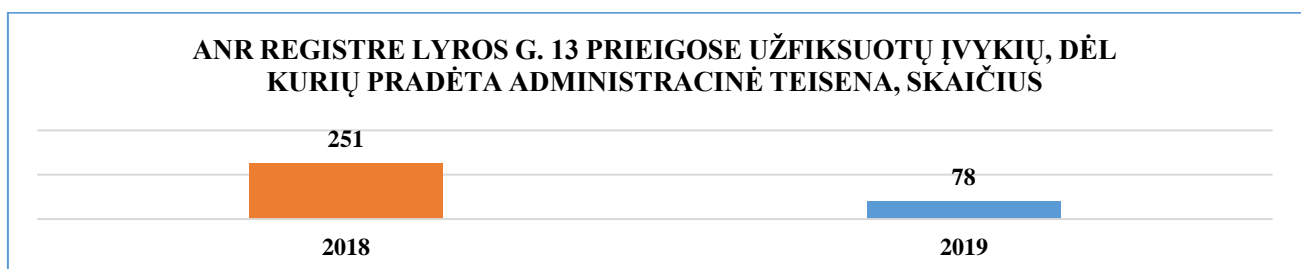 ANR REGISTRE LYROS G. 13 PRIEIGOSE UŽFIKSUOTŲ ĮVYKIŲ, DĖL
KURIŲ PRADĖTA ADMINISTRACINĖ TEISENA, SKAIČIUS
251
78
2018
2019